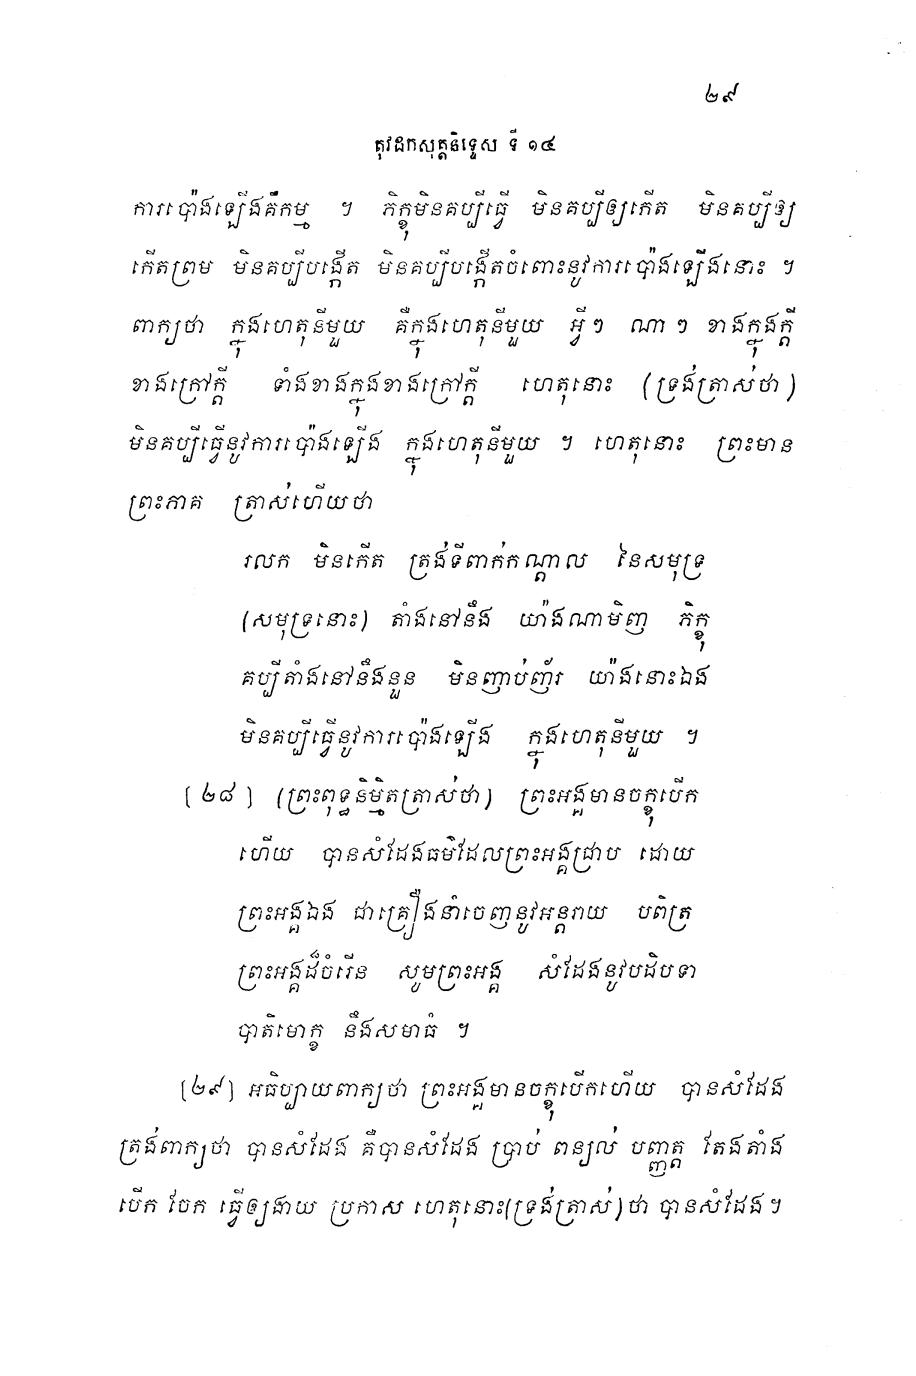 ២៩
តុវដកសុត្តនិទ្ទេស ទី ១៤
ការប៉ោងឡើងគឺកម្ម ។ ភិក្ខុមិនគប្បីធ្វើ មិនគប្បីឲ្យកើត មិនគប្បីឲ្យ
កើតព្រម មិនគប្បីបង្កើត មិនគប្បីបង្កើតចំពោះនូវការប៉ោងឡើងនោះ ។
ពាក្យថា ក្នុងហេតុនីមួយ គឺក្នុងហេតុនីមួយ អ្វីៗ ណាៗ ខាងក្នុងក្តី
ខាងក្រៅក្តី ទាំងខាងក្នុងខាងក្រៅក្តី ហេតុនោះ (ទ្រង់ត្រាស់ថា)
មិនគប្បីធ្វើនូវការប៉ោងឡើង ក្នុងហេតុនីមួយ ។ ហេតុនោះ ព្រះមាន
ព្រះភាគ ត្រាស់ហើយថា
រលក មិនកើត ត្រង់ទីពាក់កណ្តាល នៃសមុទ្រ
(សមុទ្រនោះ) តាំងនៅនឹង យ៉ាងណាមិញ ភិក្ខុ
គប្បីតាំងនៅនឹងនួន មិនញាប់ញ័រ យ៉ាងនោះឯង
មិនគប្បីធ្វើនូវការប៉ោងឡើង ក្នុងហេតុនីមួយ ។
[២៨] (ព្រះពុទ្ធនិម្មិតត្រាស់ថា) ព្រះអង្គមានចក្ខុបើក
ហើយ បានសំដែងធម៌ដែលព្រះអង្គជ្រាប ដោយ
ព្រះអង្គឯង ជាគ្រឿងនាំចេញនូវអន្តរាយ បពិត្រ
ព្រះអង្គដ៏ចំរើន សូមព្រះអង្គ សំដែងនូវបដិបទា
បាតិមោក្ខ នឹងសមាធិ ។
[២៩] អធិប្បាយពាក្យថា ព្រះអង្គមានចក្ខុបើកហើយ បានសំដែង
ត្រង់ពាក្យថា បានសំដែង គឺបានសំដែង ប្រាប់ ពន្យល់ បញ្ញត្ត តែងតាំង
បើក ចែក ធ្វើឲ្យងាយ ប្រកាស ហេតុនោះ(ទ្រង់ត្រាស់)ថា បានសំដែង។